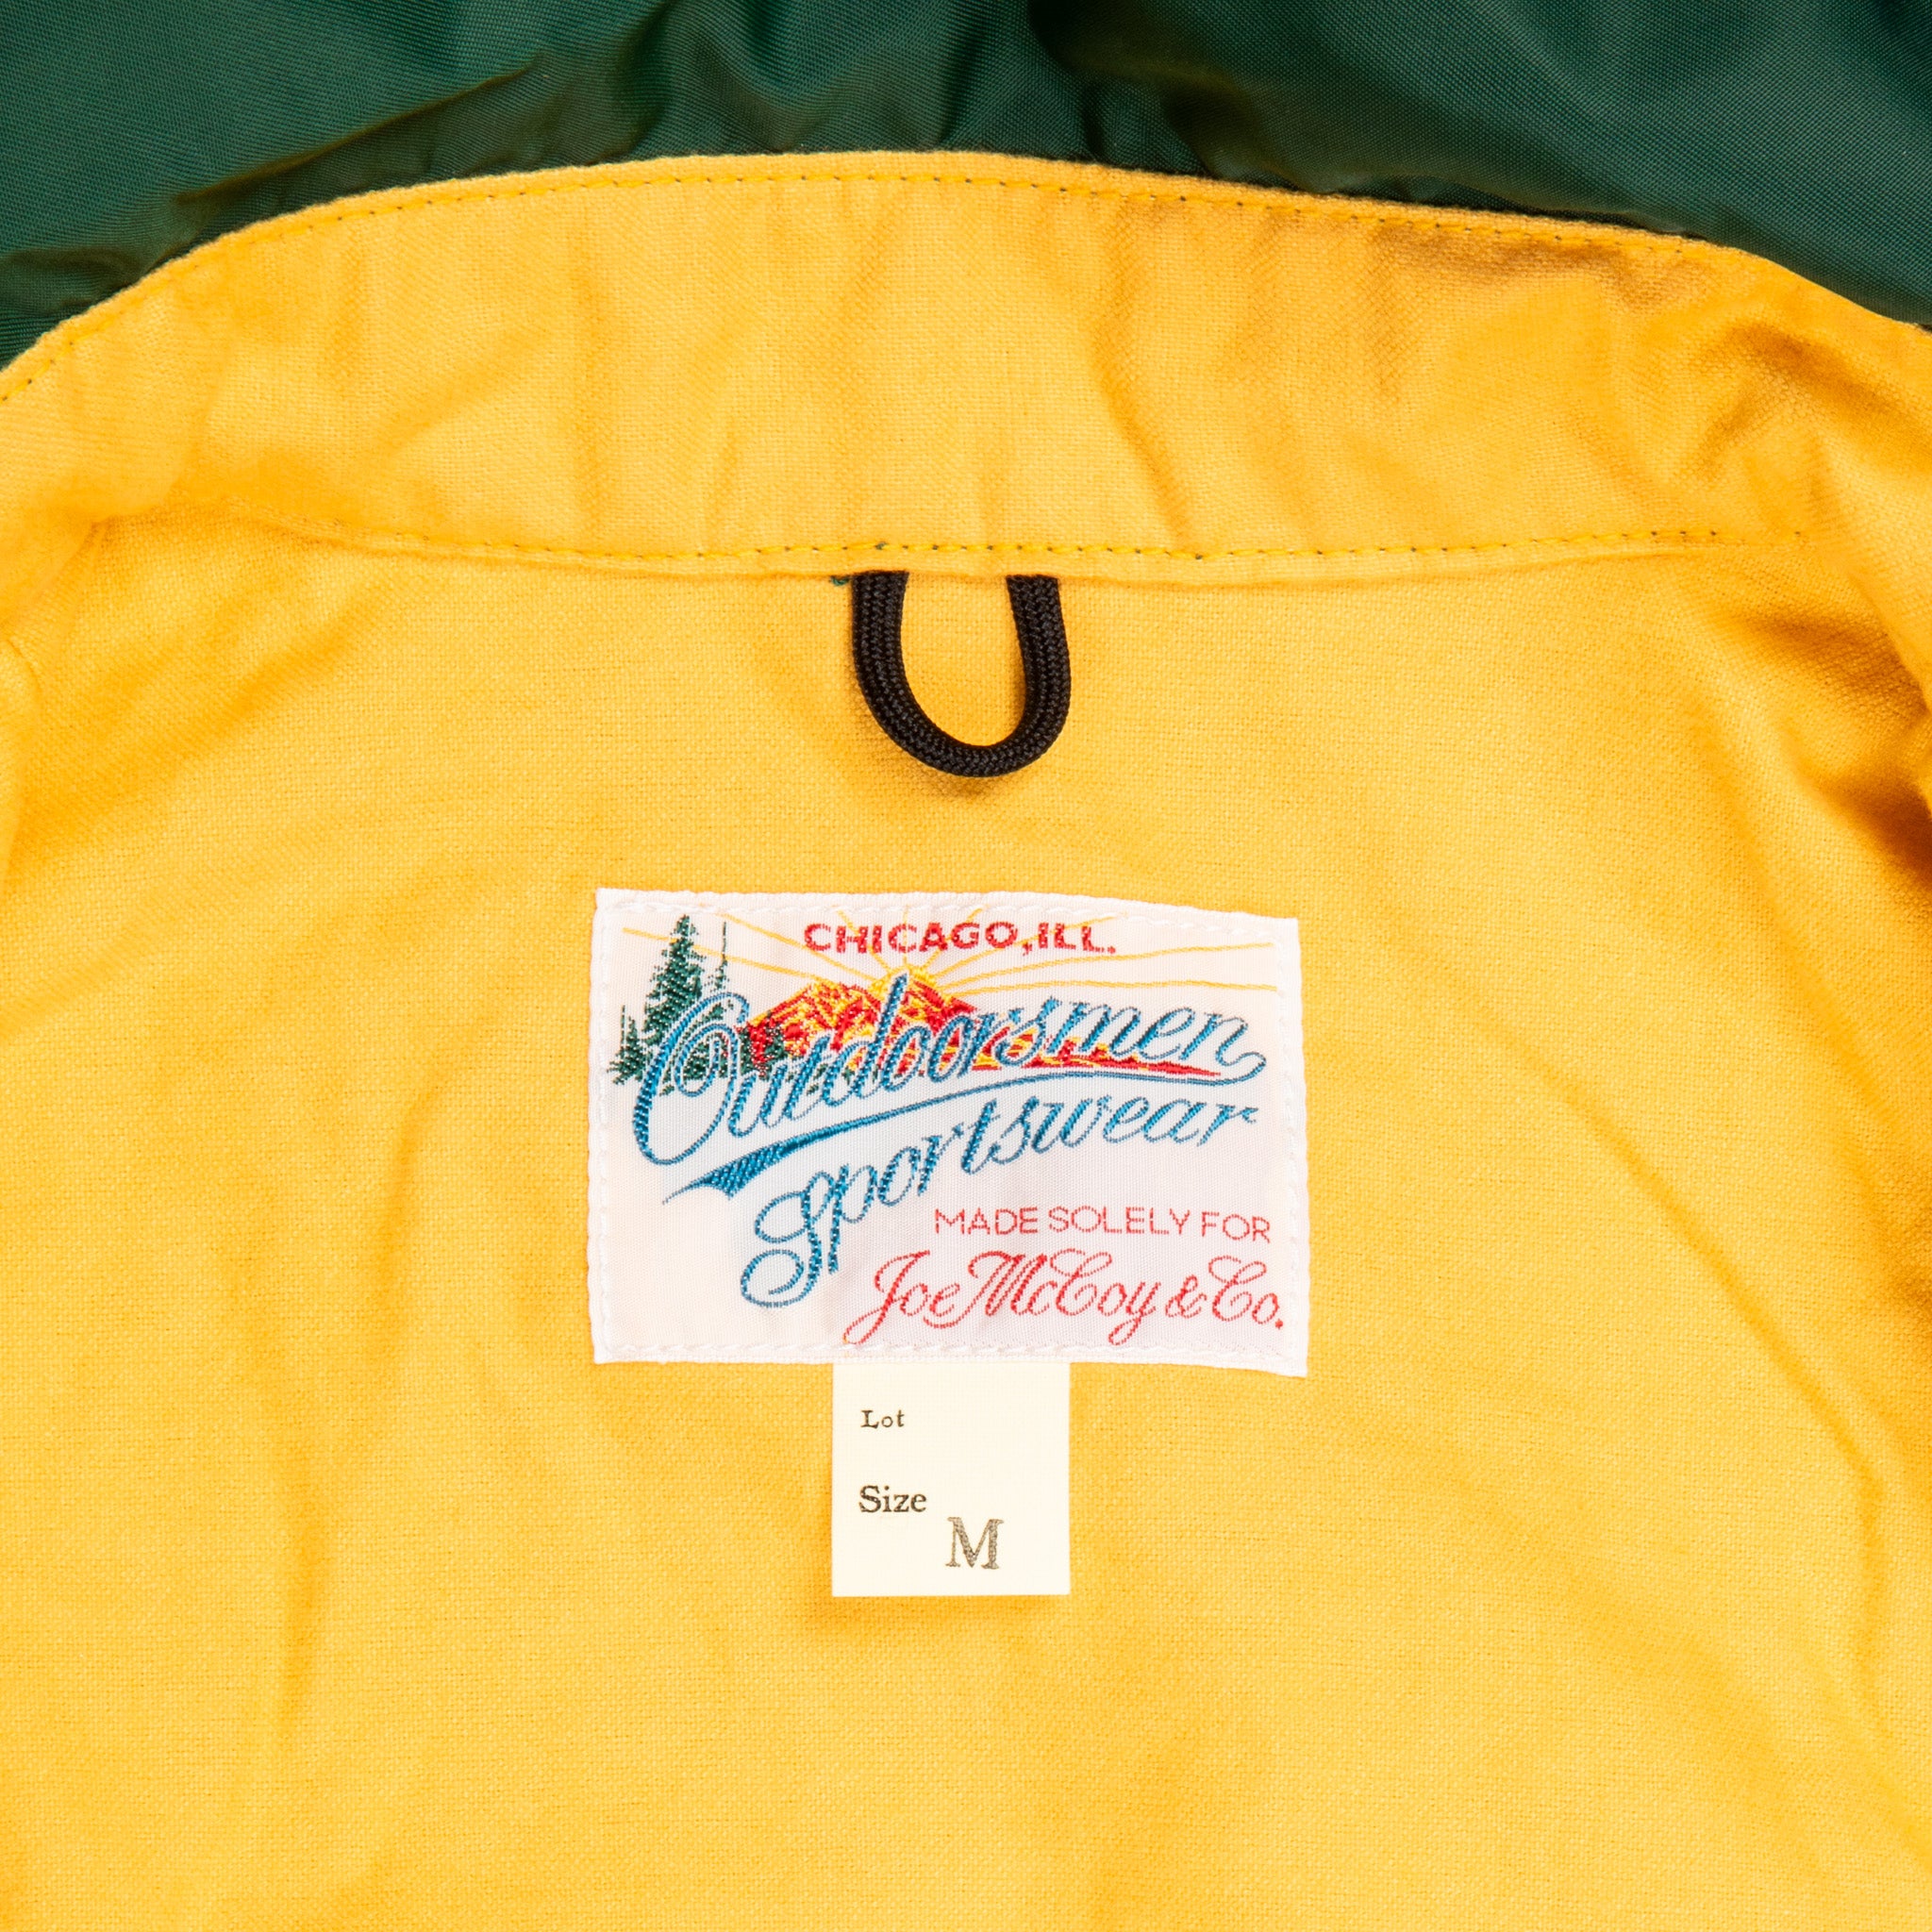 CHICAGO, ILL.
Outdoorsmen
Sportswear
MADE SOLELY FOR
Joe McCoy & Co.
Lot
Size
M